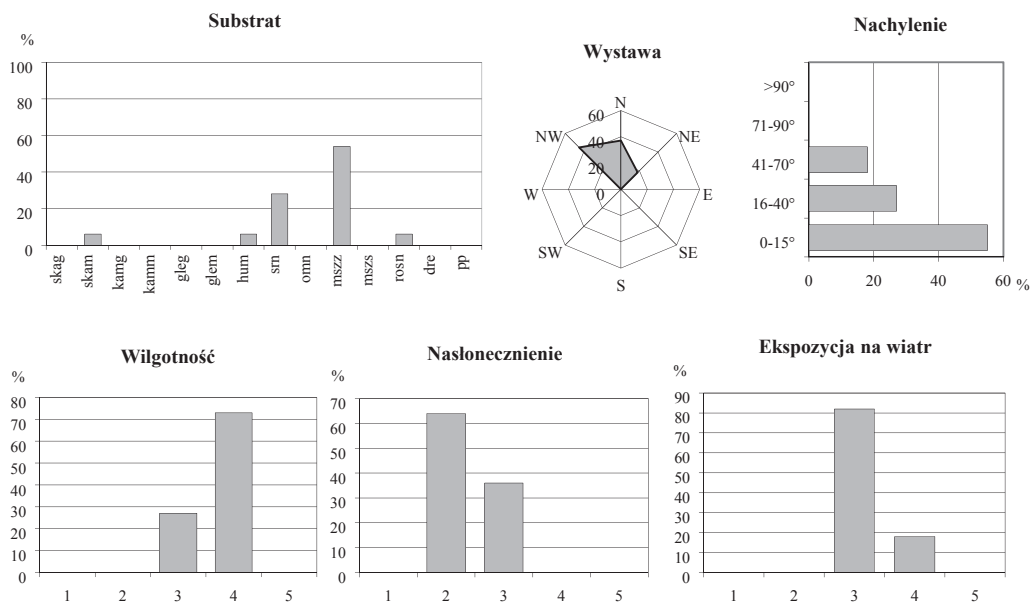 Substrat
%
100
80
60
40
20
0
skag
skam
kang
kamm
gleg
glem
hum
srn
omn
mszz
mszs
rosn
dre
pp
Wystawa
N
NE
E
SE
S
SW
W
NW
60
40
20
0
Nachylenie
>90°
71-90°
41-70°
16-40°
0-15°
0 20 40 60 %
Wilgotność
%
80
70
60
50
40
30
20
10
0
1 2 3 4 5
Nasłonecznienie
%
70
60
50
40
30
20
10
0
1 2 3 4 5
Ekspozycja na wiatr
%
90
80
70
60
50
40
30
20
10
0
1 2 3 4 5